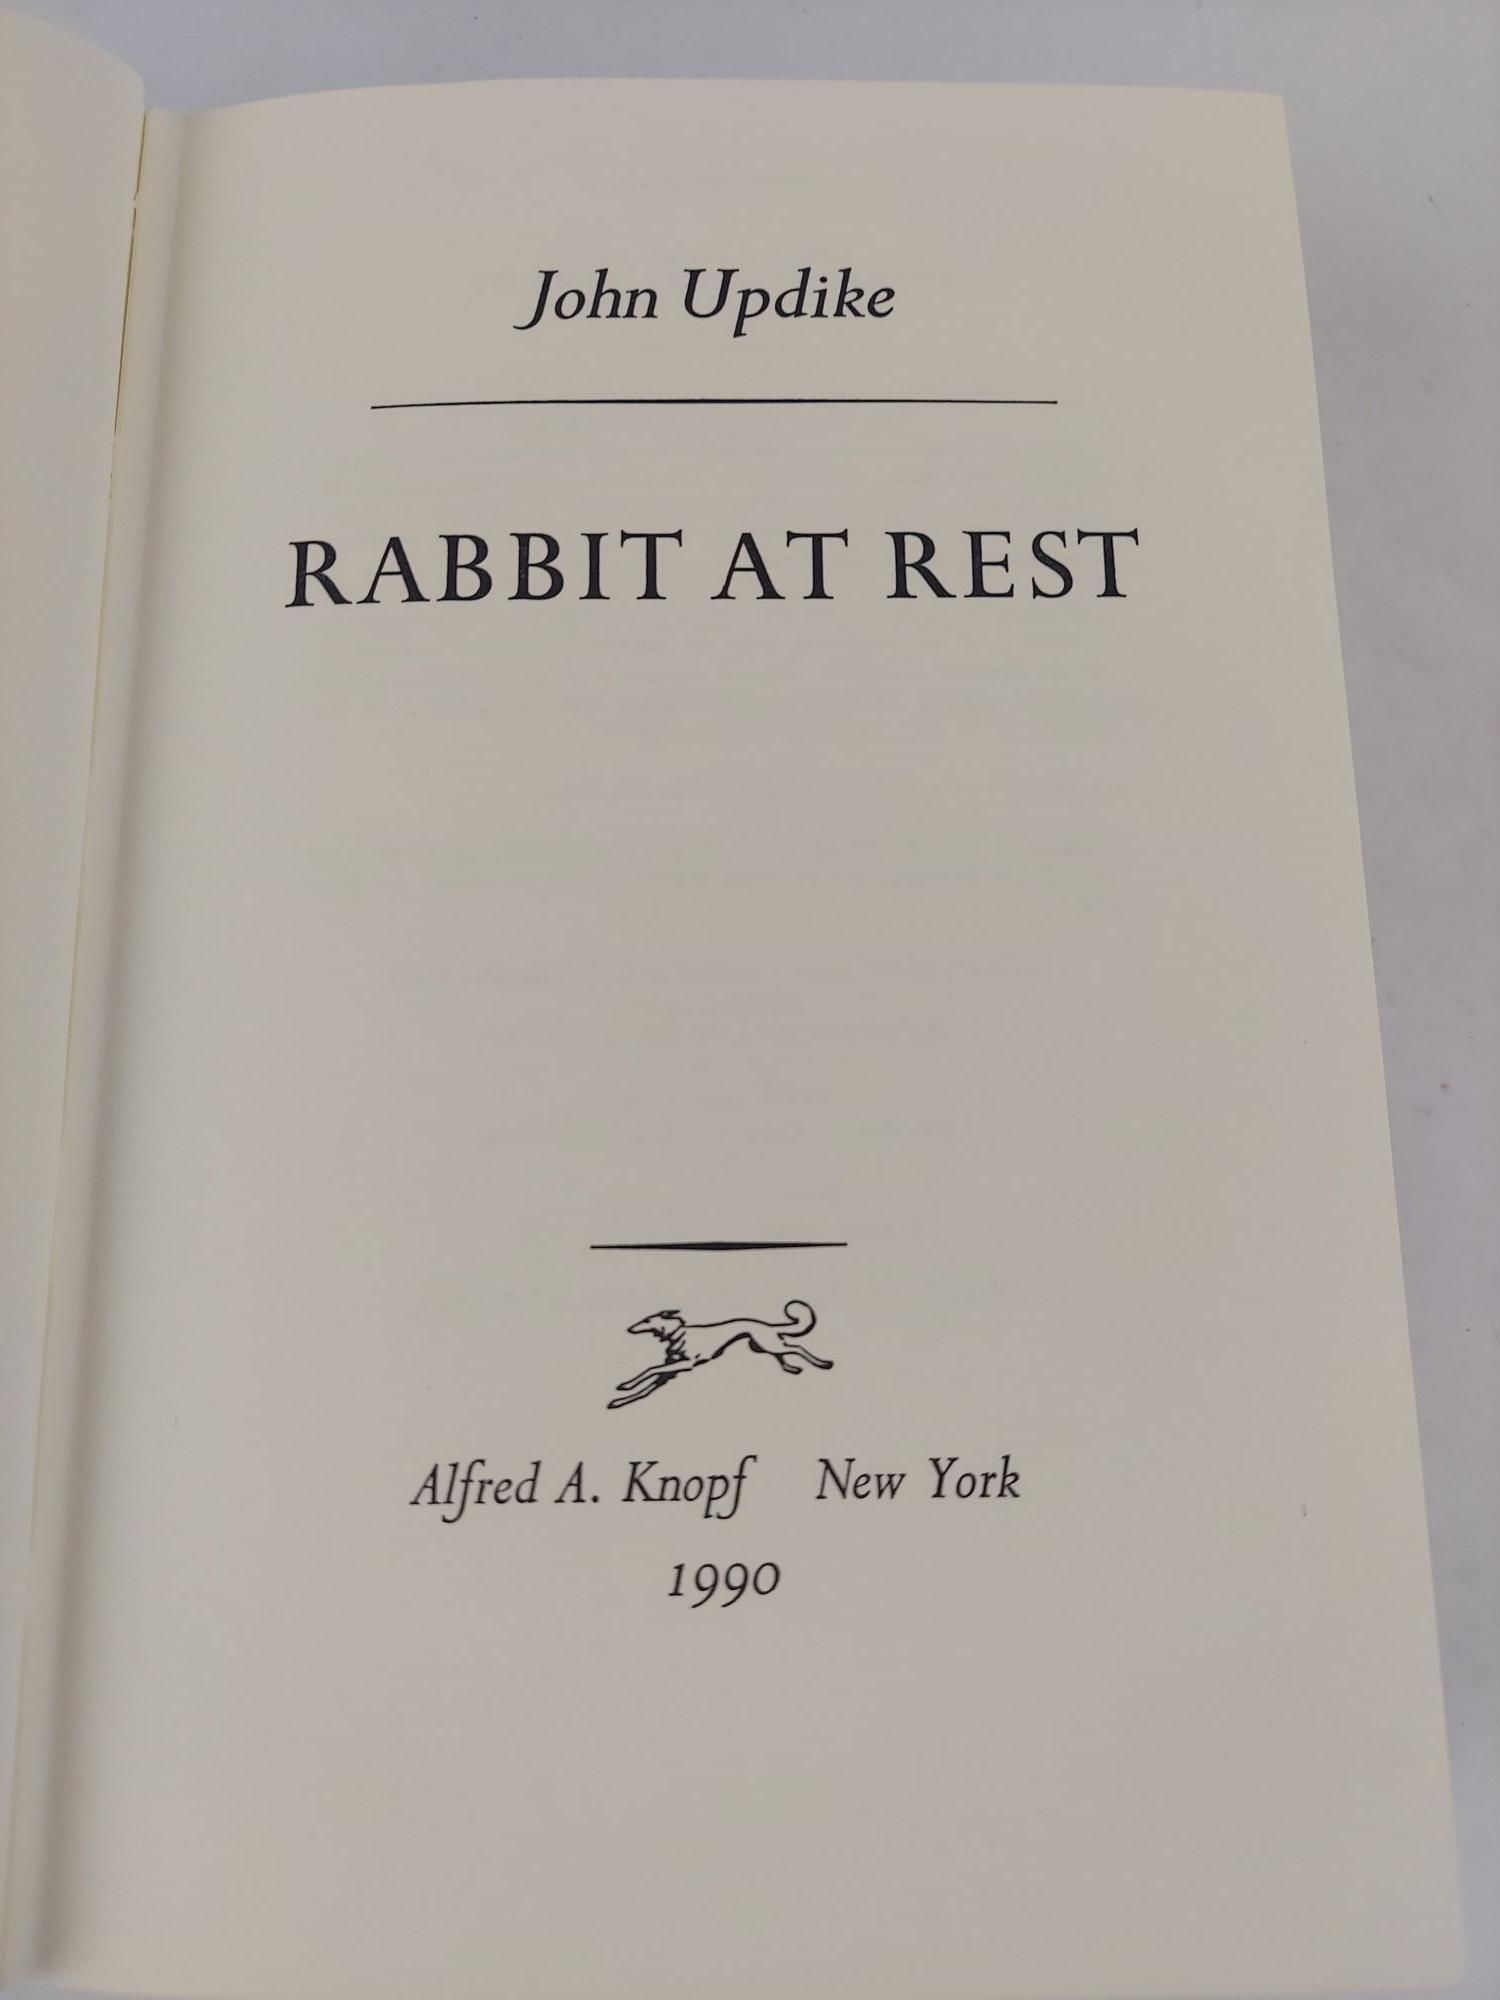 John Updike
RABBIT AT REST
Alfred A. Knopf New York
1990